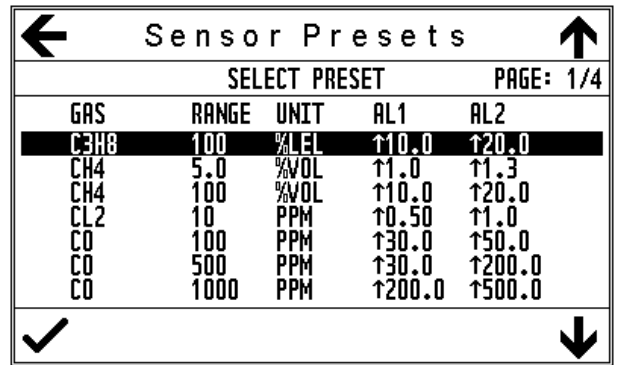 Sensor Presets
SELECT PRESET PAGE: 1/4
GAS RANGE UNIT AL1 AL2
C3H8 100 %LEL ↑10.0 ↑20.0
CH4 5.0 %VOL ↑1.0 ↑1.3
CH4 100 %VOL ↑10.0 ↑20.0
CL2 10 PPM ↑0.50 ↑1.0
CO 100 PPM ↑30.0 ↑50.0
CO 500 PPM ↑30.0 ↑200.0
CO 1000 PPM ↑200.0 ↑500.0